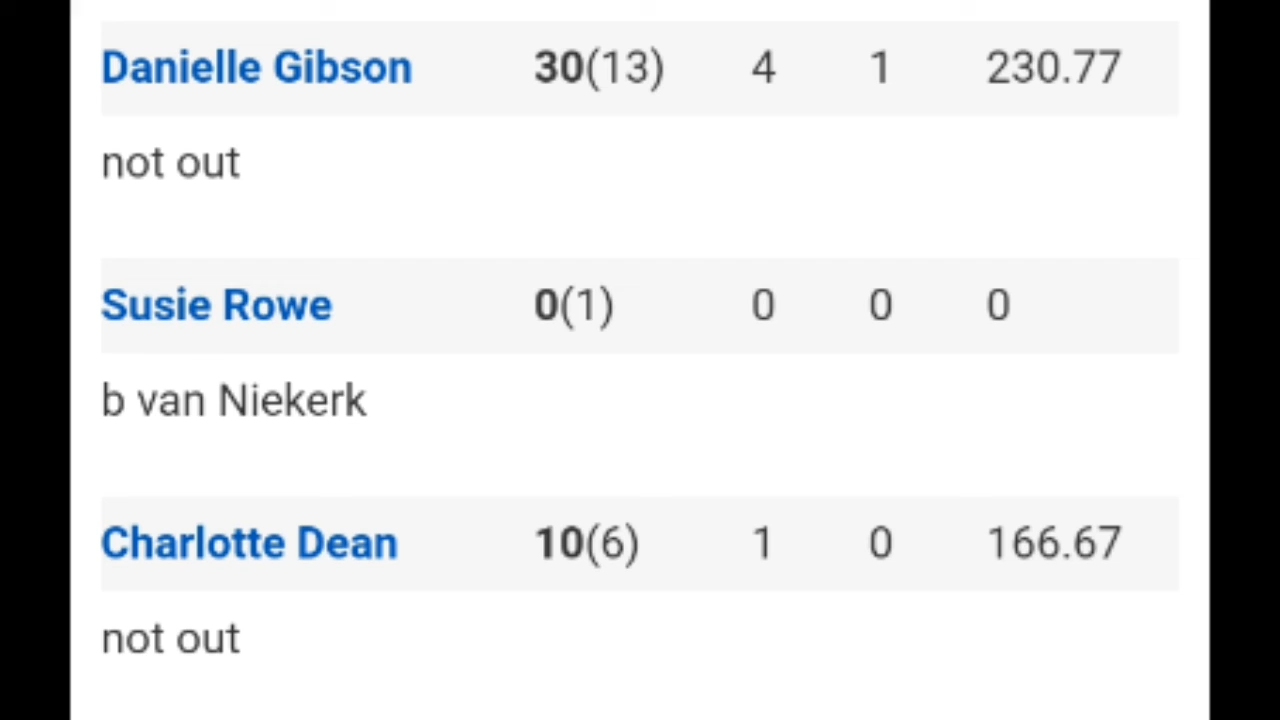 Danielle Gibson 30(13) 4 1 230.77
not out
Susie Rowe 0(1) 0 0 0
b van Niekerk
Charlotte Dean 10(6) 1 0 166.67
not out